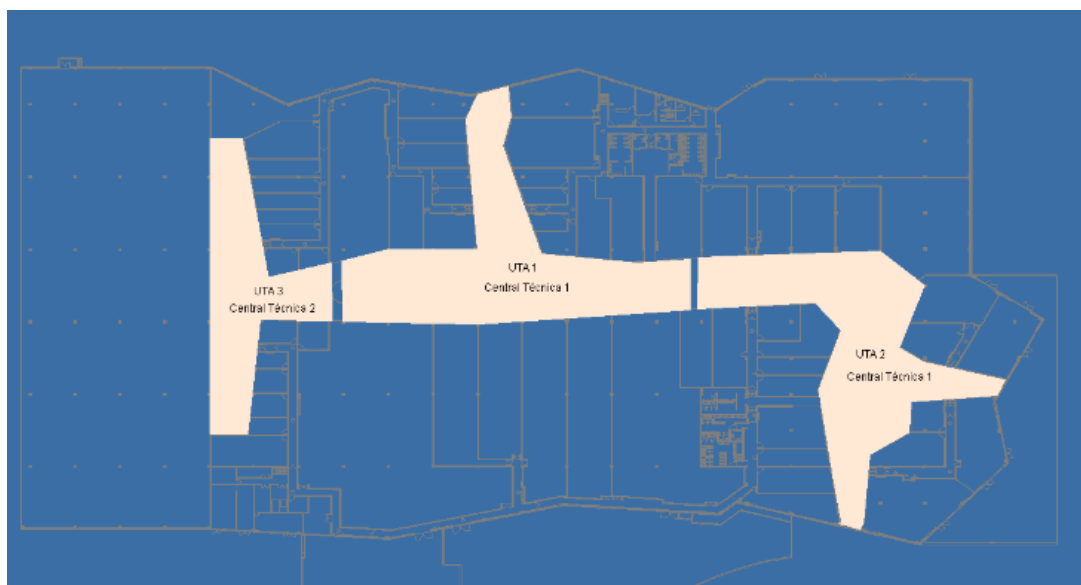 UTA 3
Central Técnica 2
UTA 1
Central Técnica 1
UTA 2
Central Técnica 1